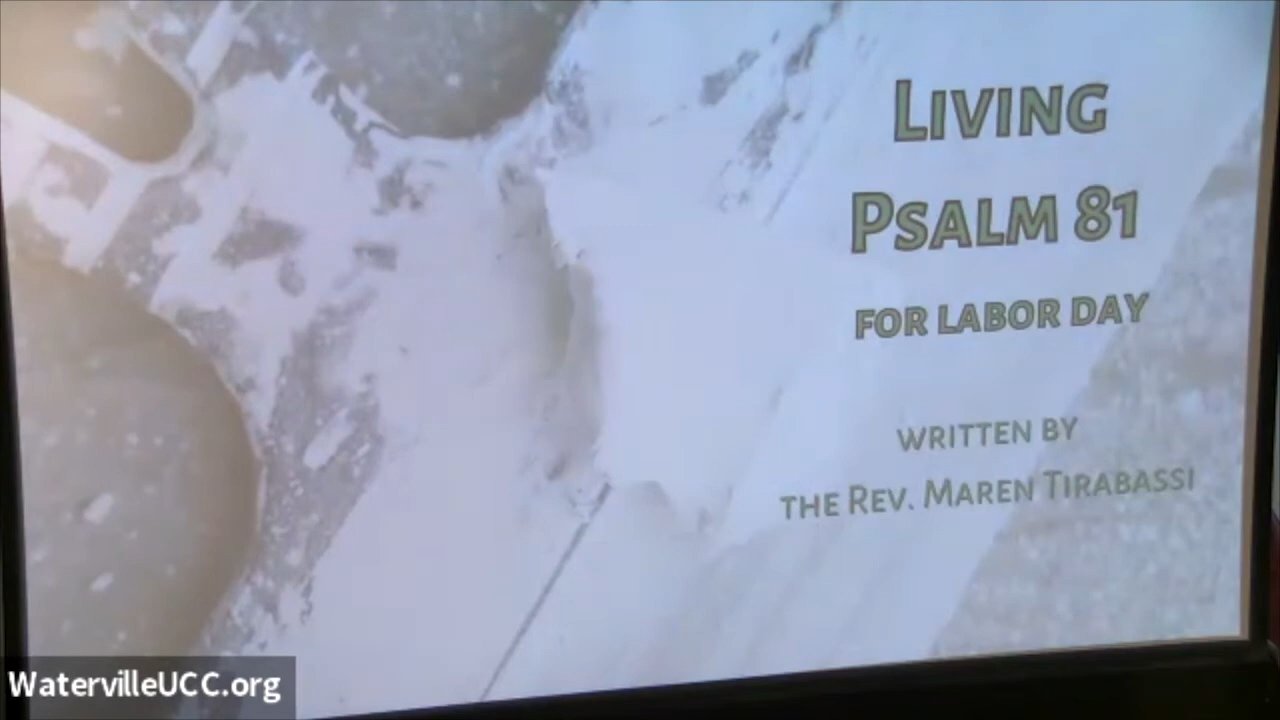 Living
Psalm 81
for Labor Day
written by
the Rev. Maren Tirabassi
WatervilleUCC.org